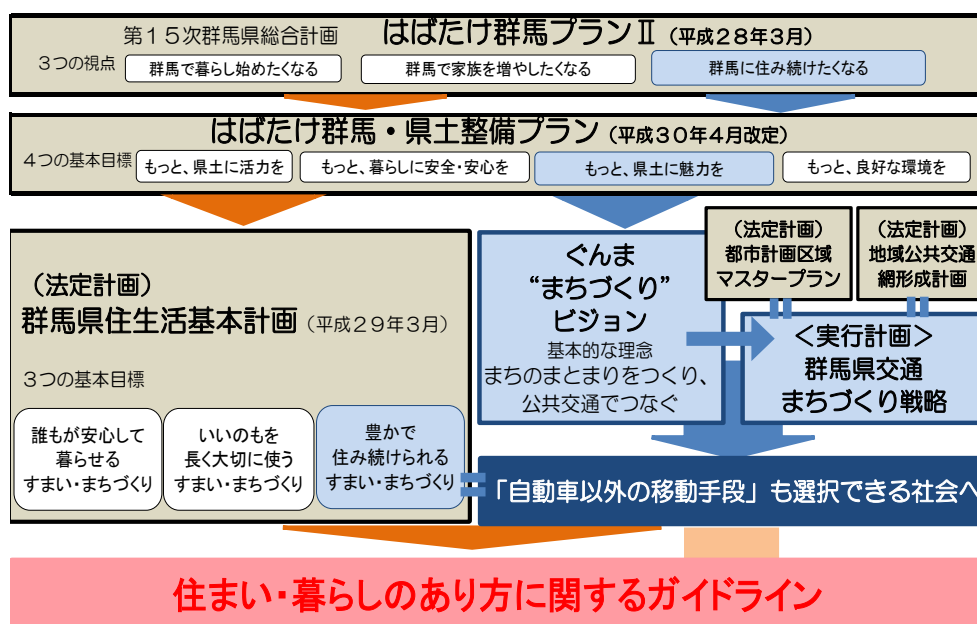 第１５次群馬県総合計画 はばたけ群馬プランⅡ（平成２８年３月）
３つの視点 群馬で暮らし始めたくなる 群馬で家族を増やしたくなる 群馬に住み続けたくなる
はばたけ群馬・県土整備プラン（平成３０年４月改定）
４つの基本目標 もっと、県土に活力を もっと、暮らしに安全・安心を もっと、県土に魅力を もっと、良好な環境を
（法定計画）
群馬県住生活基本計画（平成２９年３月）
３つの基本目標
誰もが安心して
暮らせる
すまい・まちづくり
いいのもを
長く大切に使う
すまい・まちづくり
豊かで
住み続けられる
すまい・まちづくり
ぐんま
“まちづくり”
ビジョン
基本的な理念
まちのまとまりをつくり、
公共交通でつなぐ
（法定計画）
都市計画区域
マスタープラン
（法定計画）
地域公共交通
網形成計画
＜実行計画＞
群馬県交通
まちづくり戦略
「自動車以外の移動手段」も選択できる社会へ
住まい・暮らしのあり方に関するガイドライン